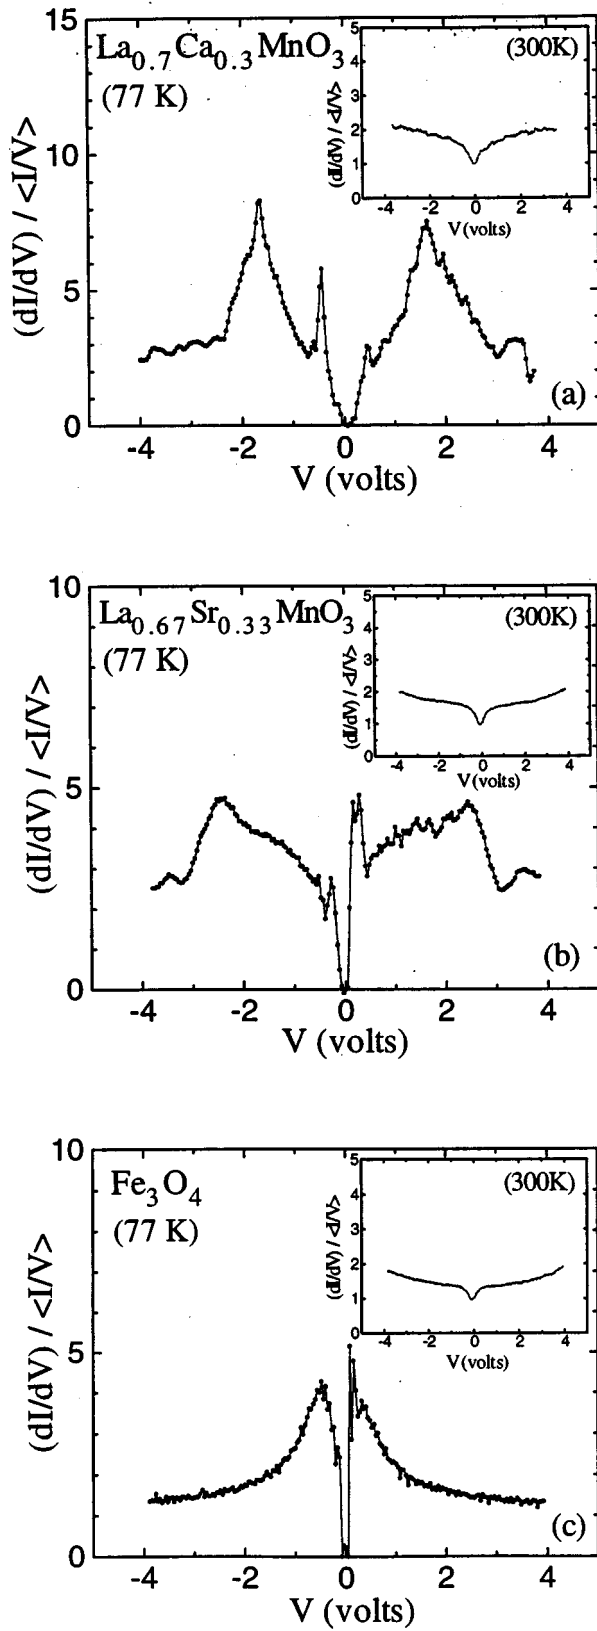 15
La0.7Ca0.3MnO3
(77 K)
(300K)
10
5
0
(dI/dV) / <I/V>
-4 -2 0 2 4
V (volts)
(a)
5
4
3
2
1
0
(dI/dV) / <I/V>
-4 -2 0 2 4
V(volts)
10
La0.67Sr0.33MnO3
(77 K)
(300K)
5
0
(dI/dV) / <I/V>
-4 -2 0 2 4
V (volts)
(b)
5
4
3
2
1
0
(dI/dV) / <I/V>
-4 -2 0 2 4
V(volts)
10
Fe3O4
(77 K)
(300K)
5
0
(dI/dV) / <I/V>
-4 -2 0 2 4
V (volts)
(c)
5
4
3
2
1
0
(dI/dV) / <I/V>
-4 -2 0 2 4
V(volts)